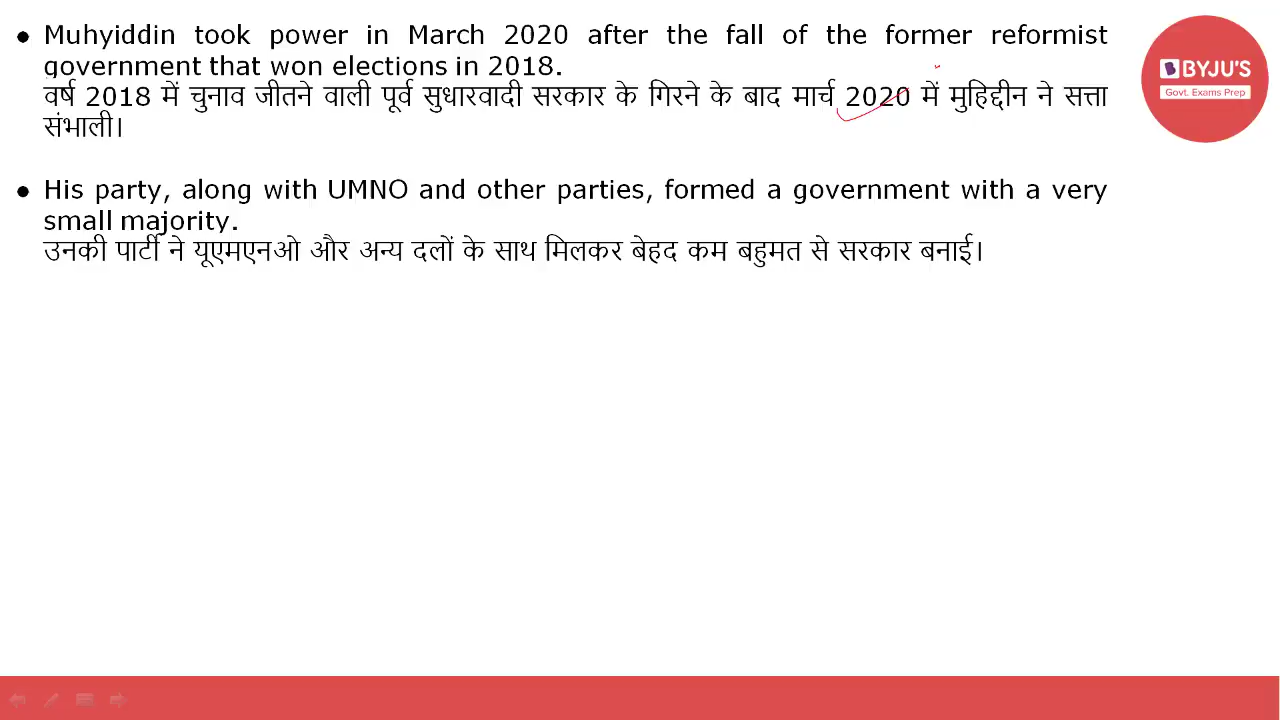 • Muhyiddin took power in March 2020 after the fall of the former reformist
government that won elections in 2018.
वर्ष 2018 में चुनाव जीतने वाली पूर्व सुधारवादी सरकार के गिरने के बाद मार्च 2020 में मुहिद्दीन ने सत्ता
संभाली।
• His party, along with UMNO and other parties, formed a government with a very
small majority.
उनकी पार्टी ने यूएमएनओ और अन्य दलों के साथ मिलकर बेहद कम बहुमत से सरकार बनाई।
BYJU'S
Govt. Exams Prep